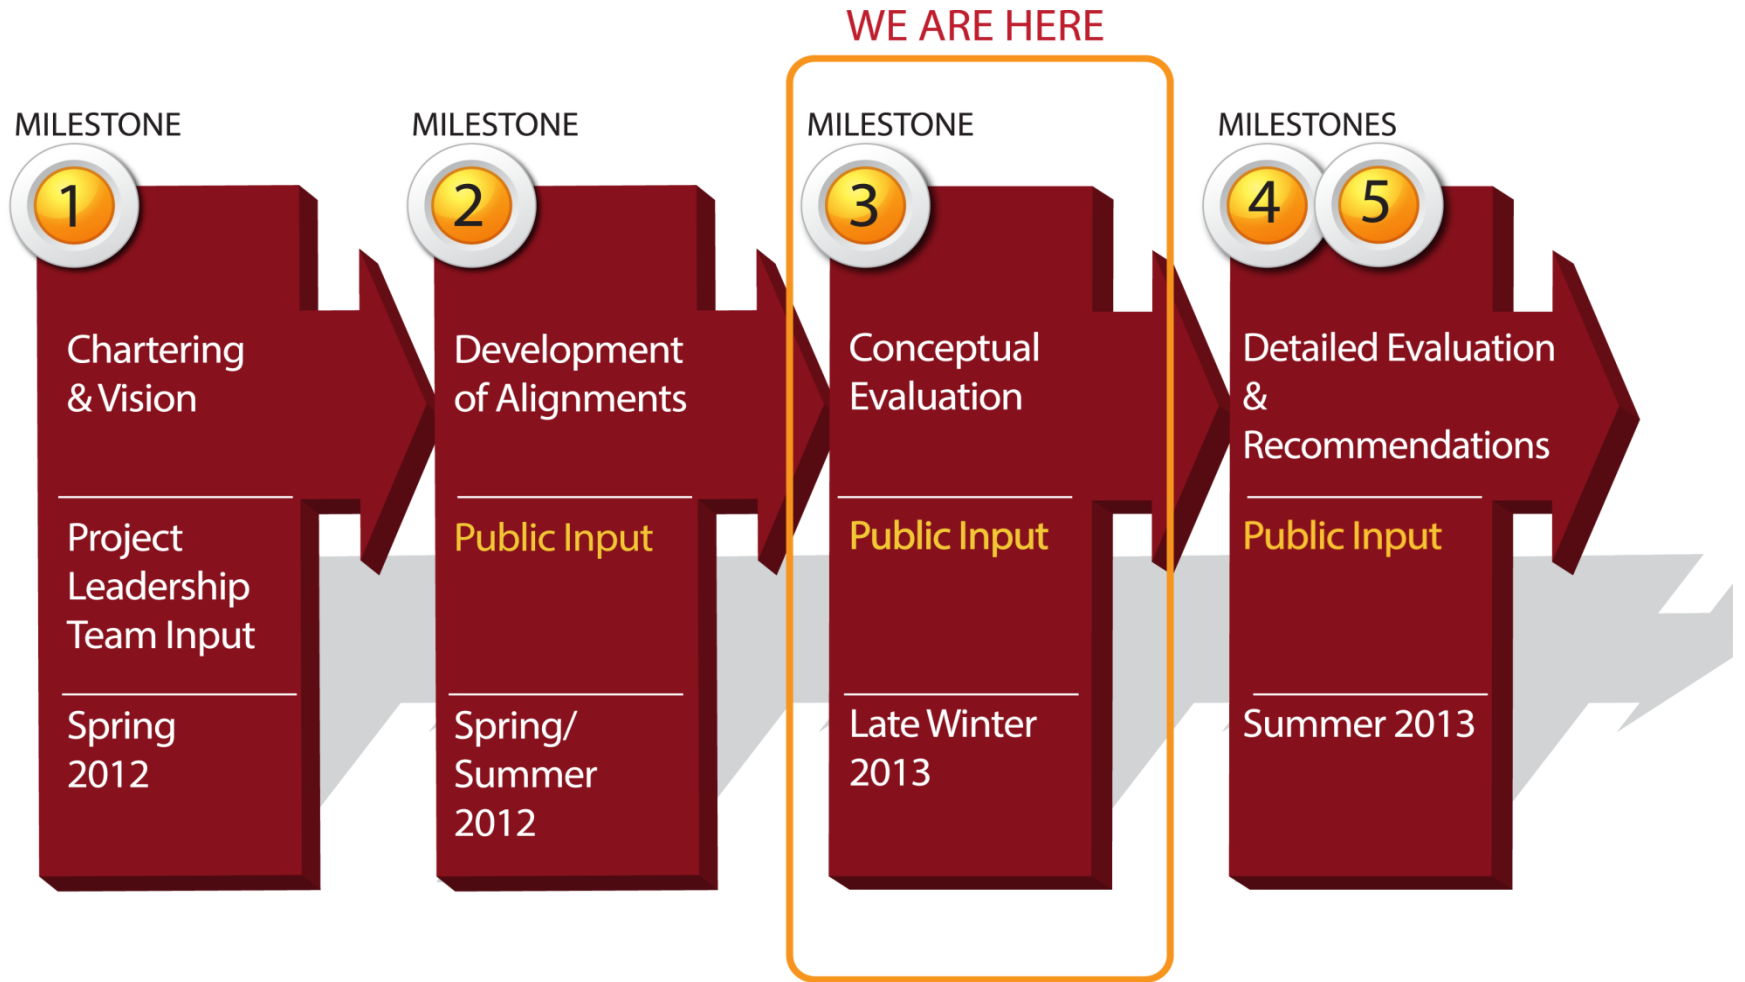 WE ARE HERE
MILESTONE
1
Chartering
& Vision
Project
Leadership
Team Input
Spring
2012
MILESTONE
2
Development
of Alignments
Public Input
Spring/
Summer
2012
MILESTONE
3
Conceptual
Evaluation
Public Input
Late Winter
2013
MILESTONES
4 5
Detailed Evaluation
&
Recommendations
Public Input
Summer 2013